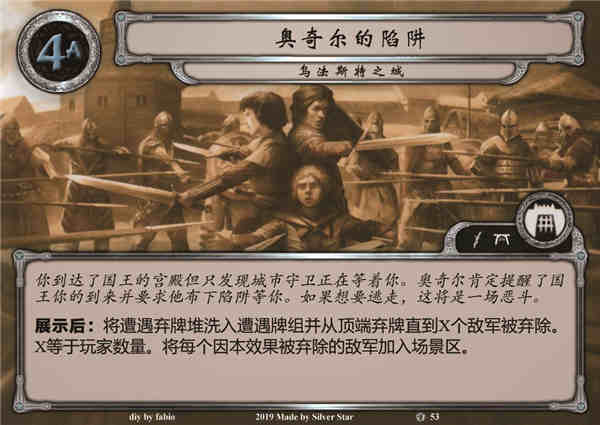 4A
奥奇尔的陷阱
乌法斯特之城
你到达了国王的宫殿但只发现城市守卫正在等着你。奥奇尔肯定提醒了国
王你的到来并要求他布下陷阱等你。如果想要逃走，这将是一场恶斗。
展示后：将遭遇弃牌堆洗入遭遇牌组并从顶端弃牌直到X个敌军被弃除。
X等于玩家数量。将每个因本效果被弃除的敌军加入场景区。
diy by fabio 2019 Made by Silver Star 53